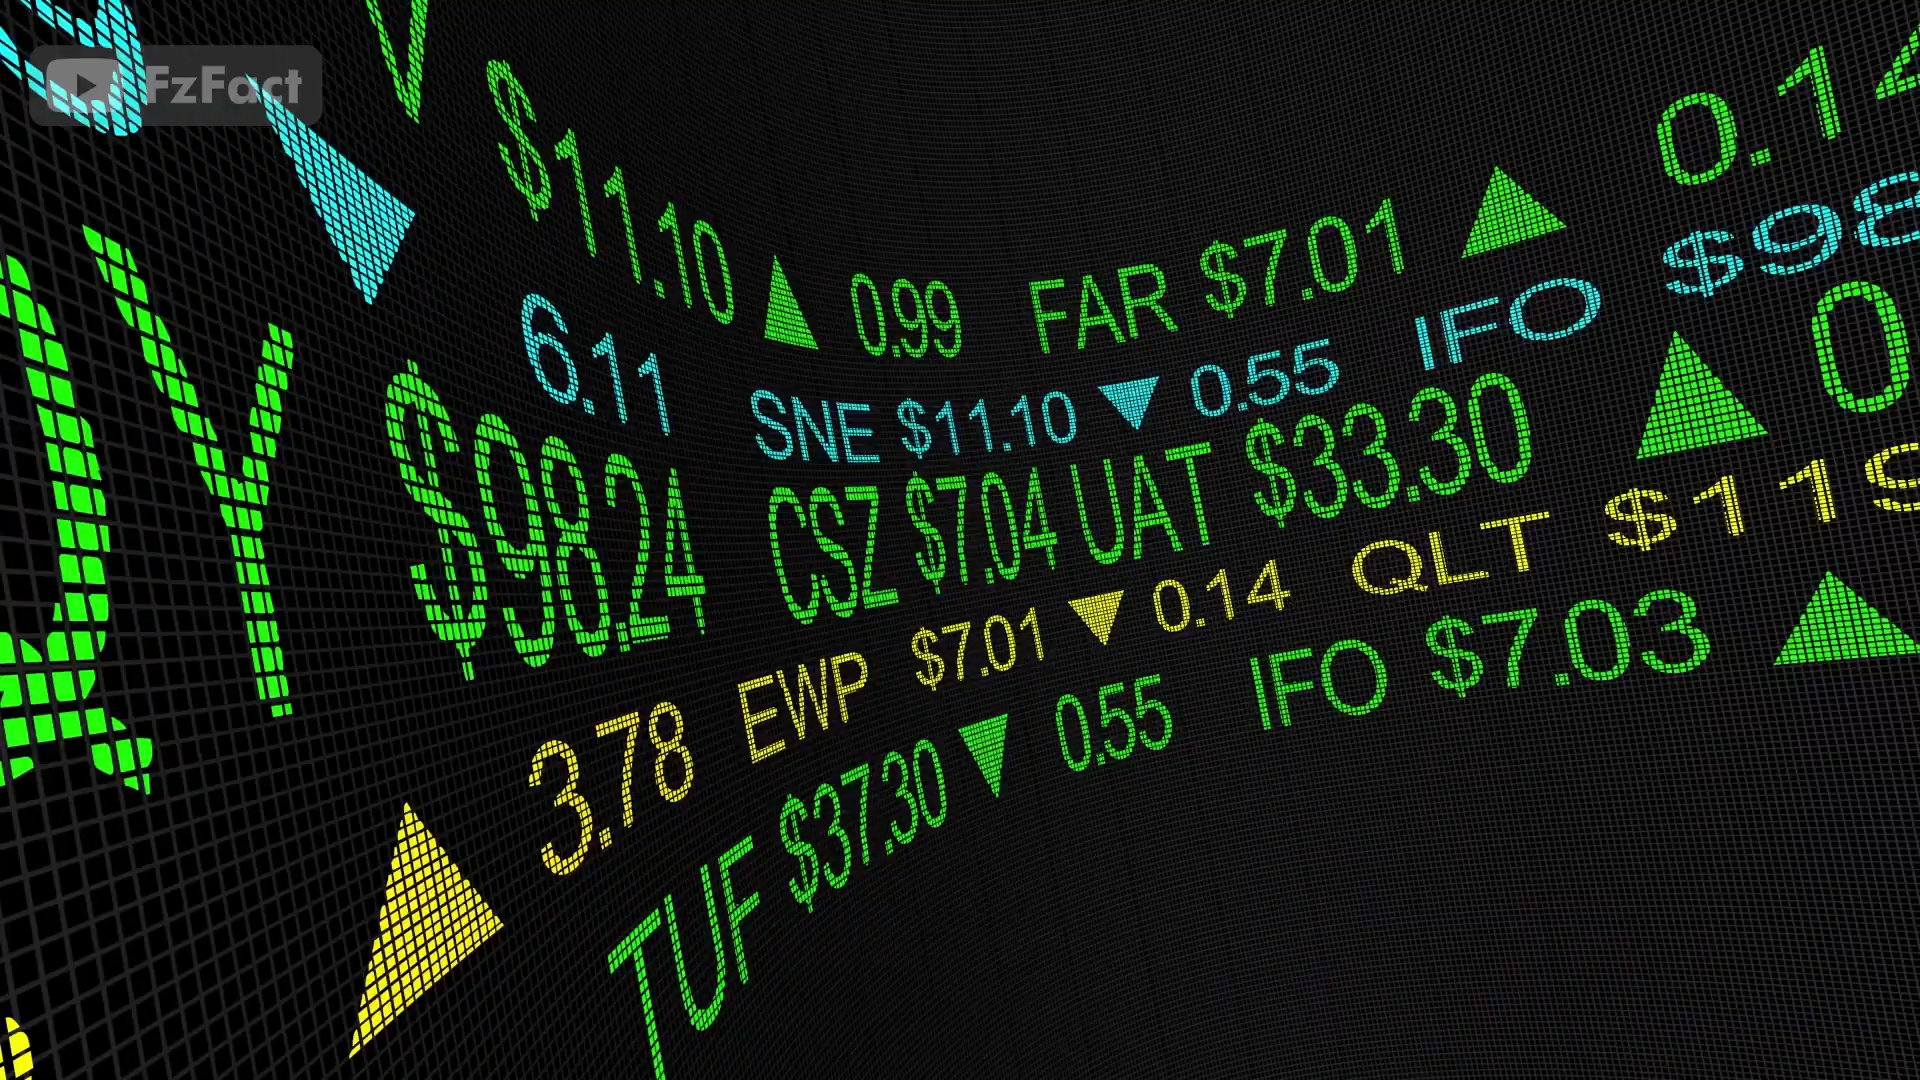 FzFact
$11.10 ▲ 0.99 FAR $7.01 ▲ 0.14
6.11 SNE $11.10 ▼ 0.55 IFO $98
QY $98.24 CSZ $7.04 UAT $33.30 ▲ 0
▲ 3.78 EWP $7.01 ▼ 0.14 QLT $119
TUF $37.30 ▼ 0.55 IFO $7.03 ▲